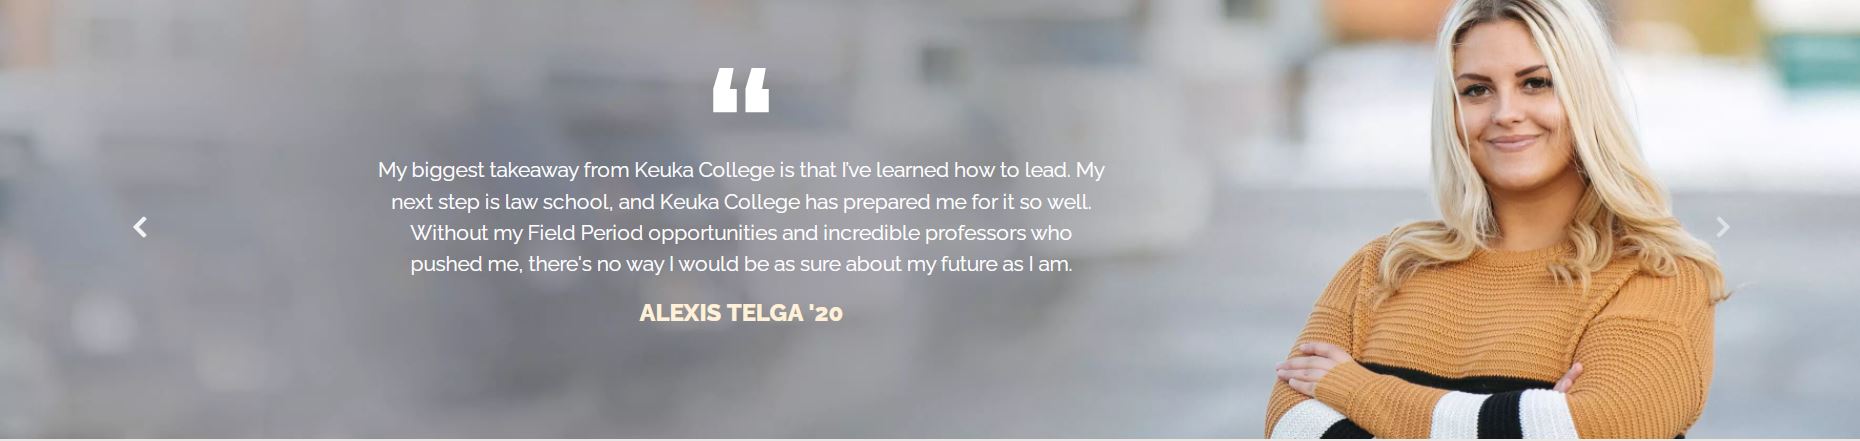 “
My biggest takeaway from Keuka College is that I've learned how to lead. My
next step is law school, and Keuka College has prepared me for it so well.
Without my Field Period opportunities and incredible professors who
pushed me, there's no way I would be as sure about my future as I am.
ALEXIS TELGA '20